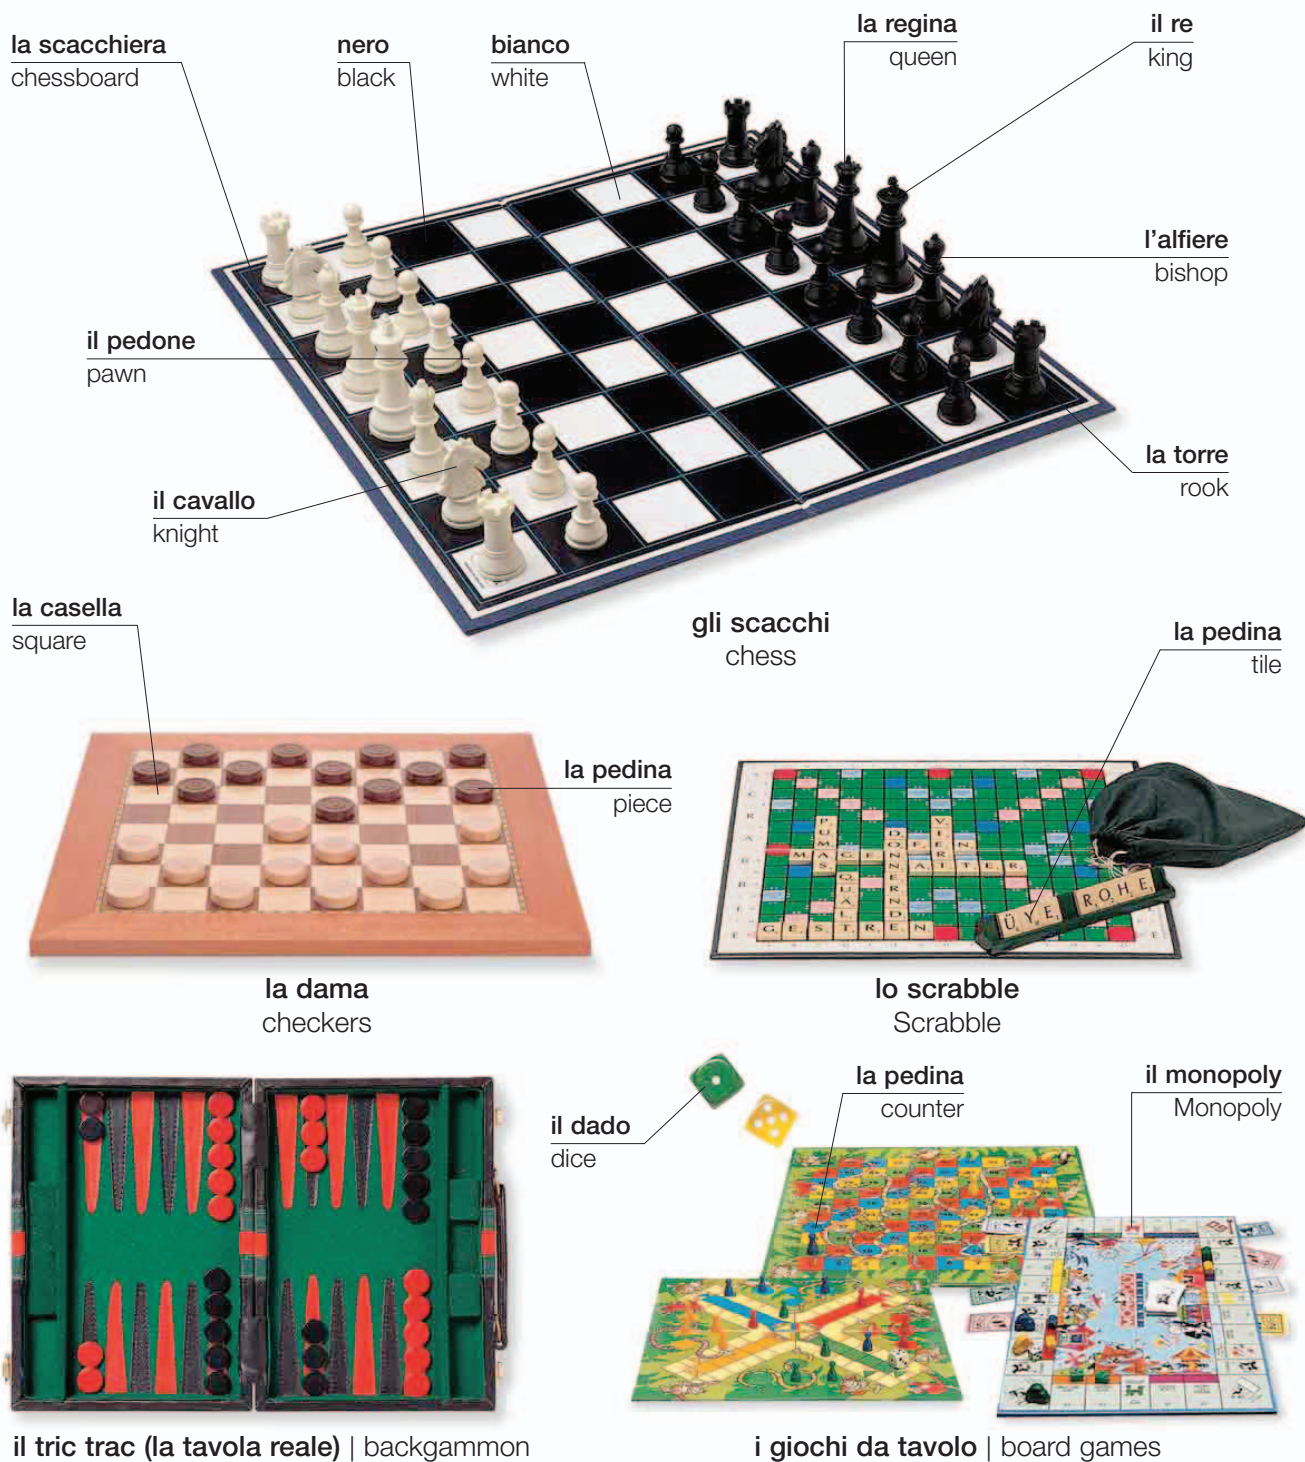 la scacchiera
chessboard
nero
black
bianco
white
la regina
queen
il re
king
l'alfiere
bishop
il pedone
pawn
la torre
rook
il cavallo
knight
gli scacchi
chess
la casella
square
la pedina
tile
la pedina
piece
la dama
checkers
lo scrabble
Scrabble
ÜYE ROHE
GESTREN
il dado
dice
la pedina
counter
il monopoly
Monopoly
il tric trac (la tavola reale) | backgammon
i giochi da tavolo | board games